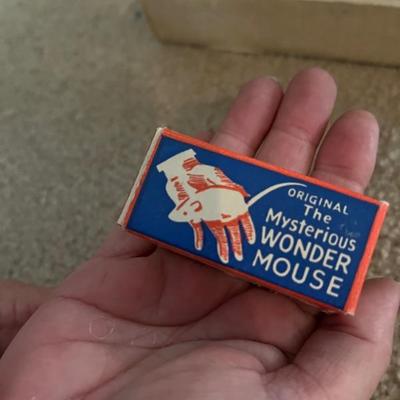 ORIGINAL
The
Mysterious
WONDER
MOUSE